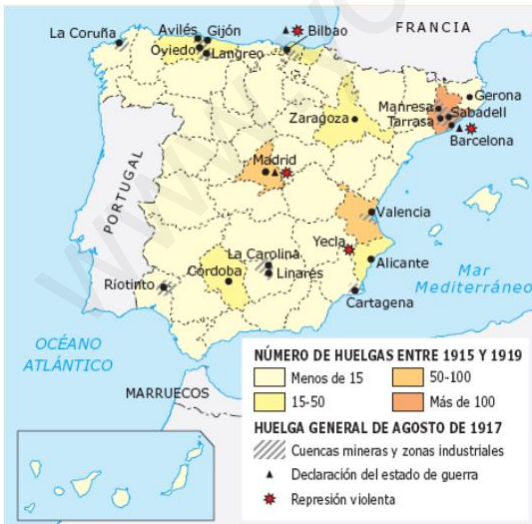 La Coruña
Avilés
Gijón
Bilbao
FRANCIA
Oviedo
Langreo
Gerona
Manresa
Sabadell
Zaragoza
Tarrasa
Barcelona
Madrid
PORTUGAL
Valencia
Yecla
La Carolina
Alicante
Mar
Mediterráneo
Córdoba
Linares
Ríotinto
Cartagena
OCÉANO
ATLÁNTICO
MARRUECOS
NÚMERO DE HUELGAS ENTRE 1915 Y 1919
Menos de 15
50-100
15-50
Más de 100
HUELGA GENERAL DE AGOSTO DE 1917
Cuencas mineras y zonas industriales
Declaración del estado de guerra
Represión violenta